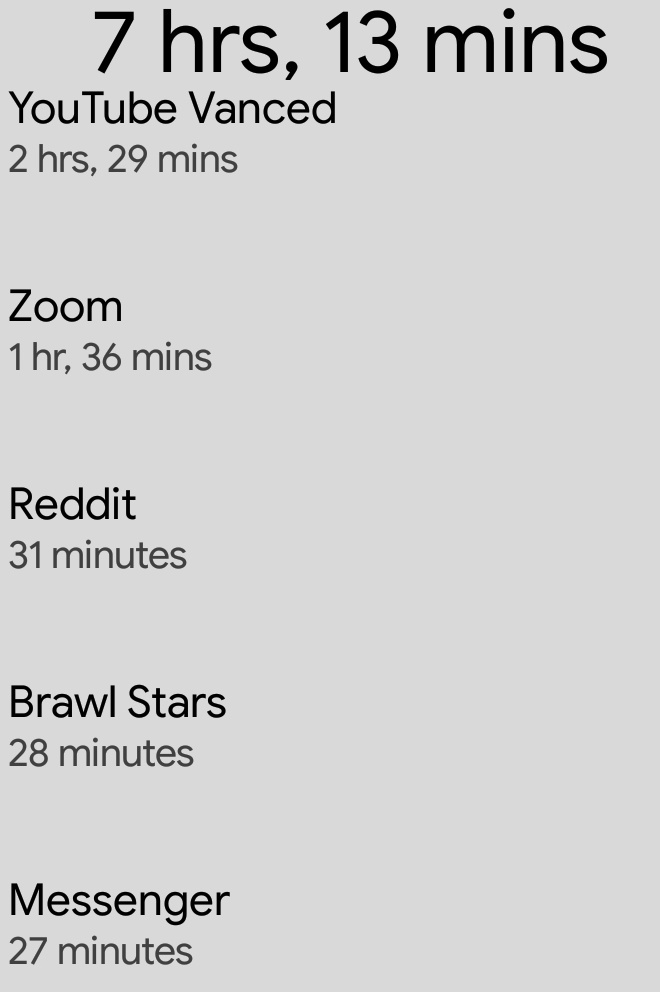 7 hrs, 13 mins
YouTube Vanced
2 hrs, 29 mins
Zoom
1 hr, 36 mins
Reddit
31 minutes
Brawl Stars
28 minutes
Messenger
27 minutes